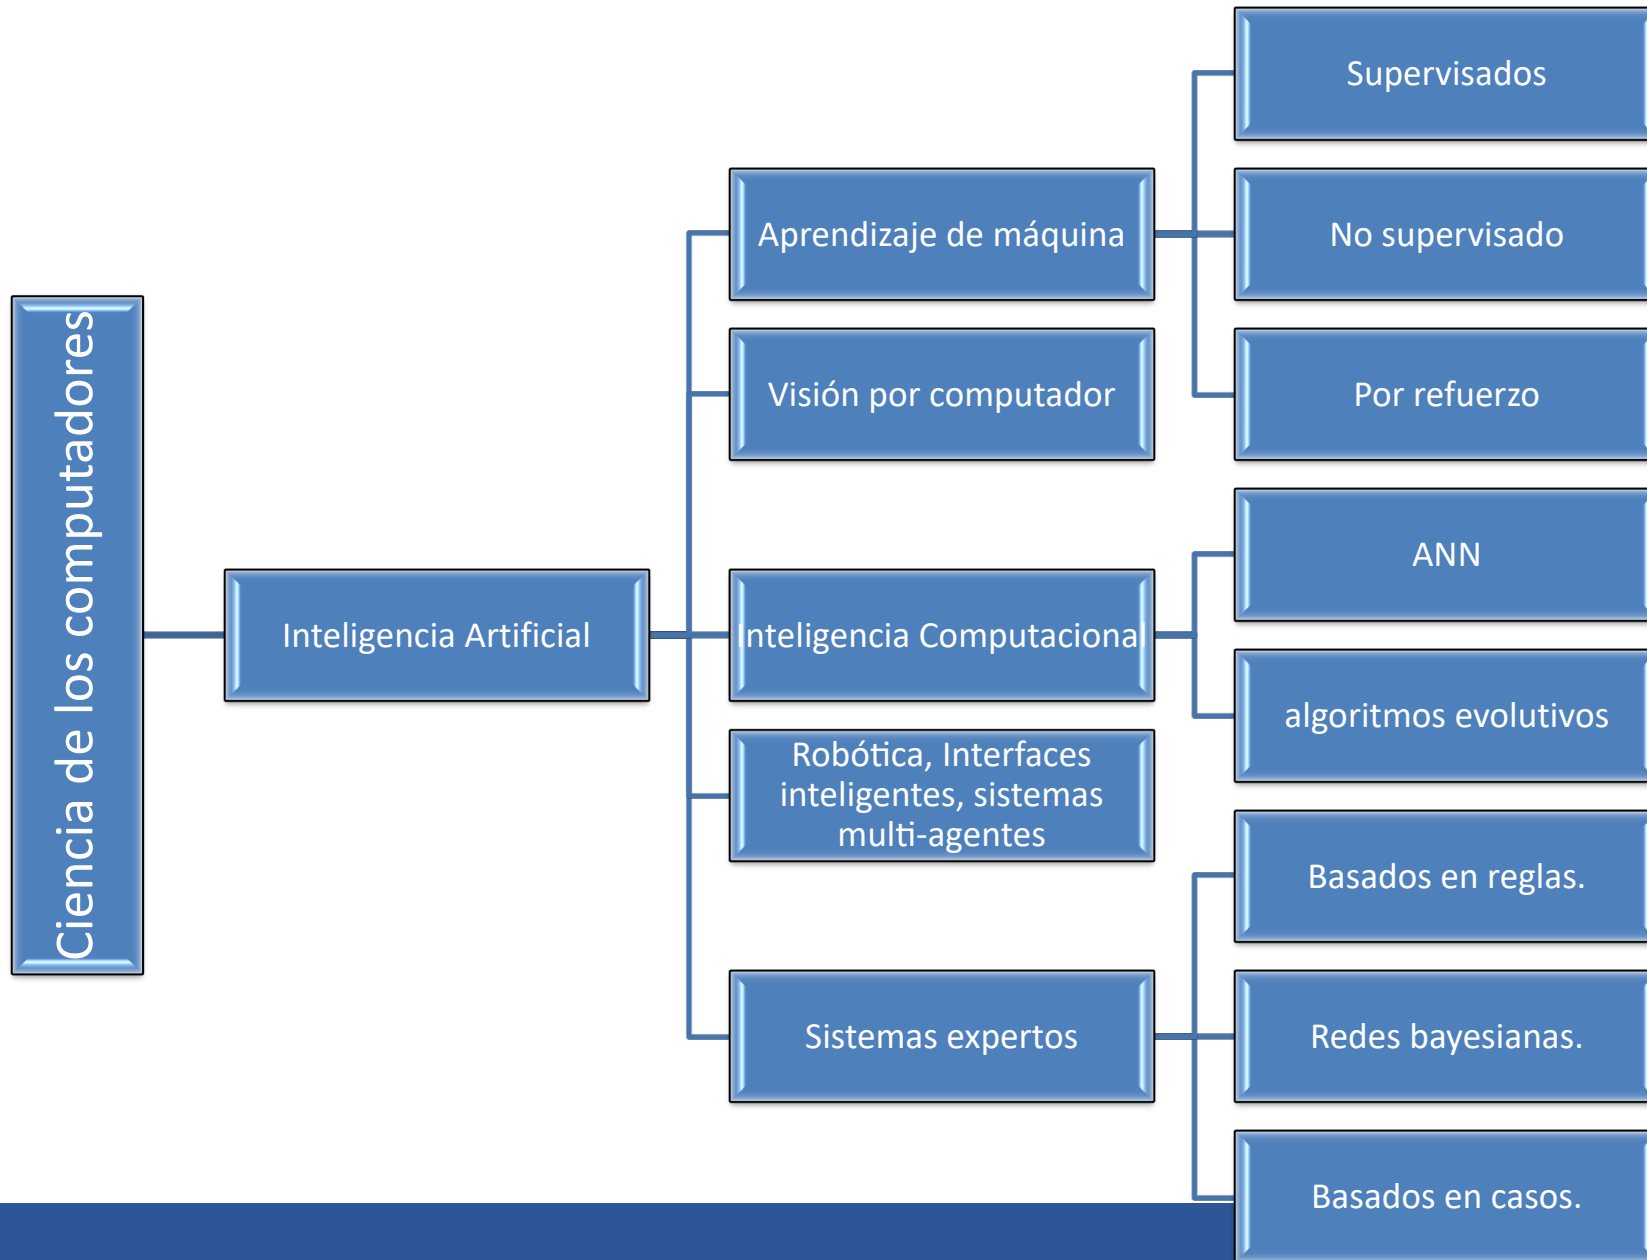 Ciencia de los computadores
Inteligencia Artificial
Aprendizaje de máquina
Supervisados
No supervisado
Por refuerzo
Visión por computador
Inteligencia Computacional
ANN
algoritmos evolutivos
Robótica, Interfaces
inteligentes, sistemas
multi-agentes
Sistemas expertos
Basados en reglas.
Redes bayesianas.
Basados en casos.